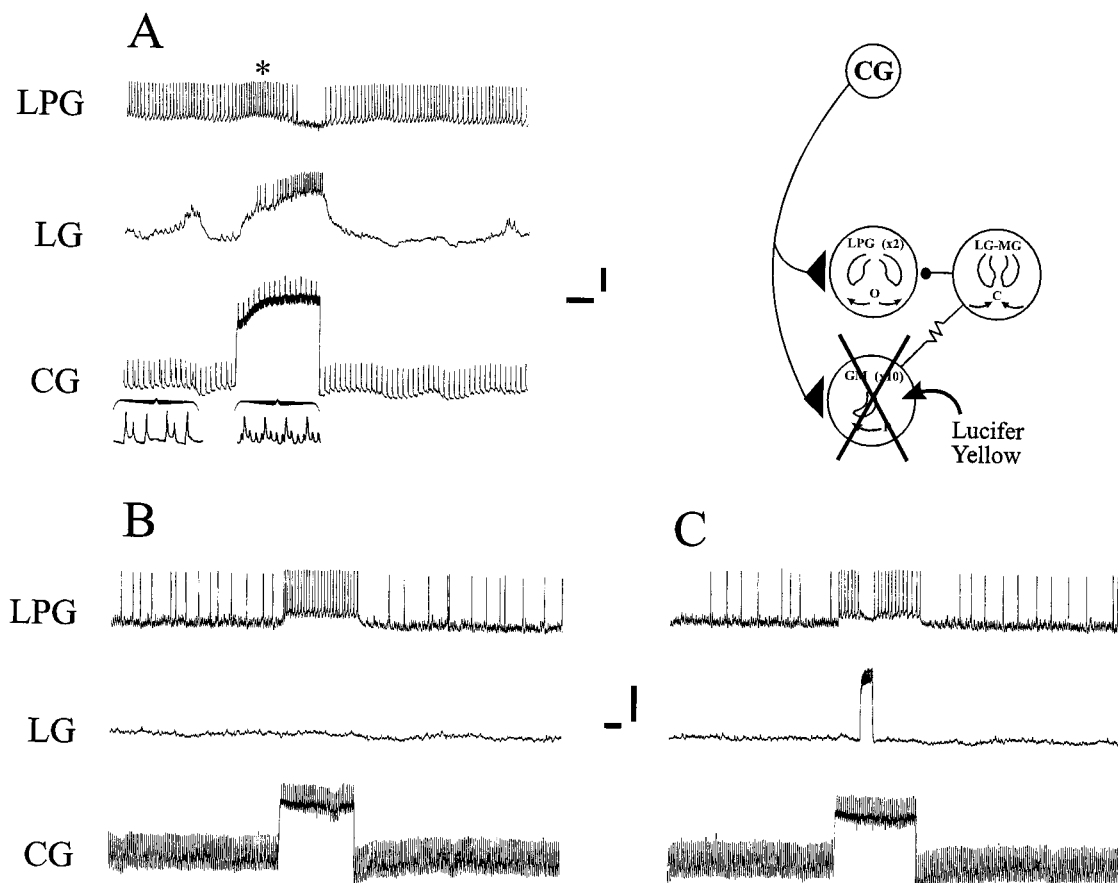 A
*
LPG
LG
CG
CG
LPG (x2)
O
LG-MG
C
GM (x10)
Lucifer
Yellow
B
LPG
LG
CG
C